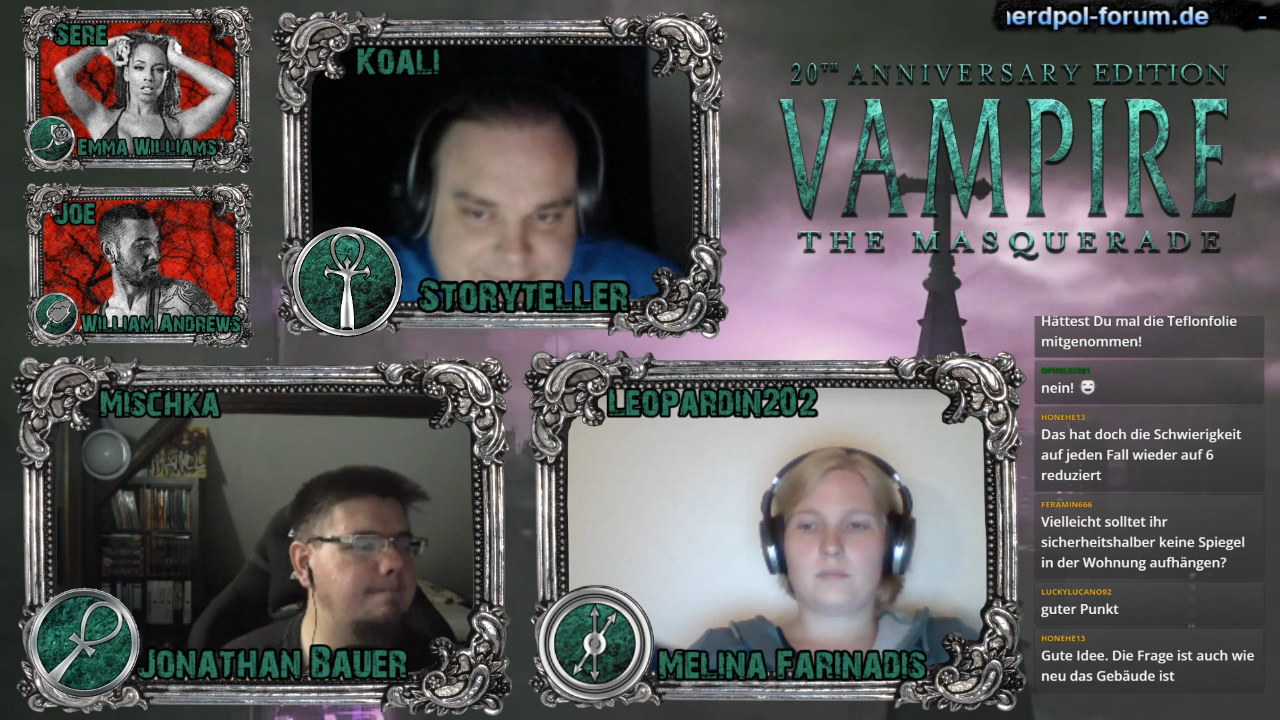 nerdpol-forum.de -
SERE
EMMA WILLIAMS
JOE
WILLIAM ANDREWS
KOALI
STORYTELLER
20TH ANNIVERSARY EDITION
VAMPIRE
THE MASQUERADE
MISCHKA
JONATHAN BAUER
LEOPARDIN202
MELINA FARINADIS
Hättest Du mal die Teflonfolie
mitgenommen!
nein!
HONEHE13
Das hat doch die Schwierigkeit
auf jeden Fall wieder auf 6
reduziert
FERAMIN666
Vielleicht solltet ihr
sicherheitshalber keine Spiegel
in der Wohnung aufhängen?
LUCKYLUCANO92
guter Punkt
HONEHE13
Gute Idee. Die Frage ist auch wie
neu das Gebäude ist